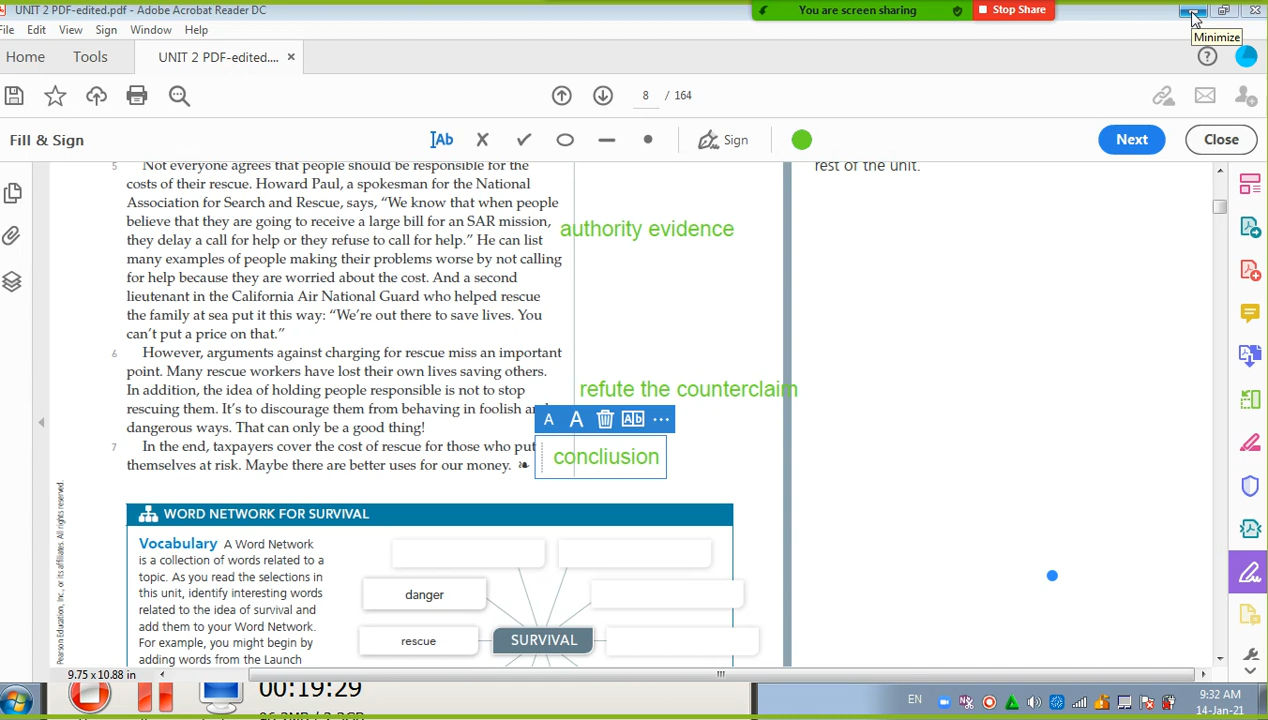 UNIT 2 PDF-edited.pdf - Adobe Acrobat Reader DC
You are screen sharing
Stop Share
File Edit View Sign Window Help
Minimize
Home Tools UNIT 2 PDF-edited.... ×
8 / 164
Fill & Sign
Ab
Sign
Next
Close
5 Not everyone agrees that people should be responsible for the
costs of their rescue. Howard Paul, a spokesman for the National
Association for Search and Rescue, says, “We know that when people
believe that they are going to receive a large bill for an SAR mission,
they delay a call for help or they refuse to call for help.” He can list
many examples of people making their problems worse by not calling
for help because they are worried about the cost. And a second
lieutenant in the California Air National Guard who helped rescue
the family at sea put it this way: “We’re out there to save lives. You
can’t put a price on that.”
6 However, arguments against charging for rescue miss an important
point. Many rescue workers have lost their own lives saving others.
In addition, the idea of holding people responsible is not to stop
rescuing them. It’s to discourage them from behaving in foolish and
dangerous ways. That can only be a good thing!
7 In the end, taxpayers cover the cost of rescue for those who put
themselves at risk. Maybe there are better uses for our money.
authority evidence
refute the counterclaim
A A Ab ...
concliusion
rest of the unit.
WORD NETWORK FOR SURVIVAL
Vocabulary A Word Network
is a collection of words related to a
topic. As you read the selections in
this unit, identify interesting words
related to the idea of survival and
add them to your Word Network.
For example, you might begin by
adding words from the Launch
danger
rescue
SURVIVAL
Pearson Education, Inc., or its affiliates. All rights reserved.
9.75 x 10.88 in
00:19:29
EN
9:32 AM
14-Jan-21